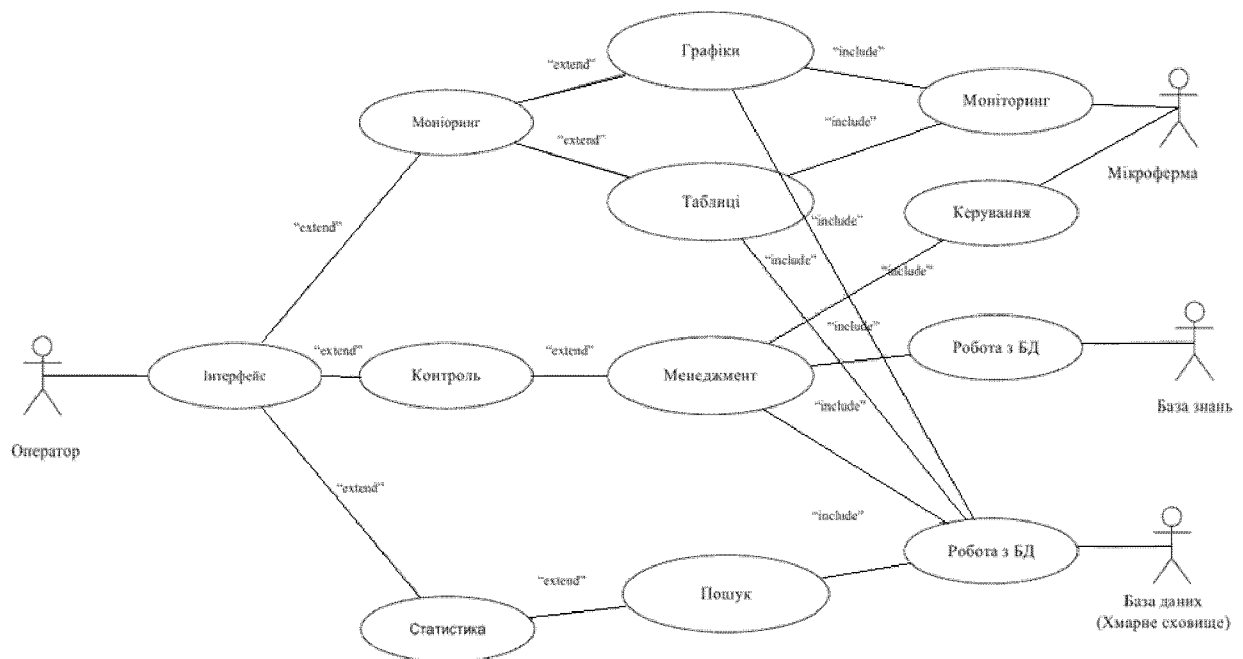 Графіки
“include”
“extend”
Моніторинг
Моніоринг
“include”
“extend”
Мікроферма
Таблиці
Керування
“extend”
“include”
“include”
“include”
“include”
“extend”
“extend”
Робота з БД
Інтерфейс
Контроль
Менеджмент
База знань
“include”
Оператор
“extend”
“include”
Робота з БД
“extend”
Пошук
База даних
(Хмарне сховище)
Статистика